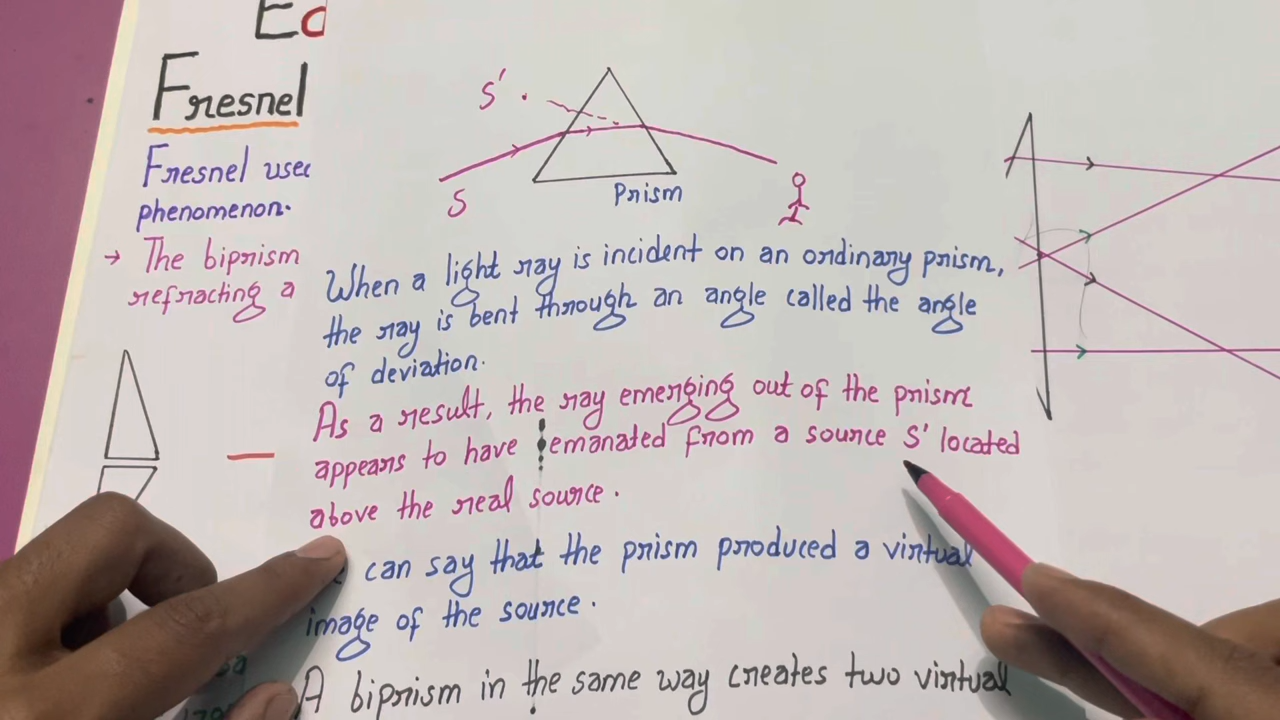 Ed
Fresnel
Fresnel used
phenomenon.
→ The biprism
refracting a
S'
S
Prism
When a light ray is incident on an ordinary prism,
the ray is bent through an angle called the angle
of deviation.
As a result, the ray emerging out of the prism
appears to have emanated from a source S' located
above the real source.
can say that the prism produced a virtual
image of the source.
A biprism in the same way creates two virtual